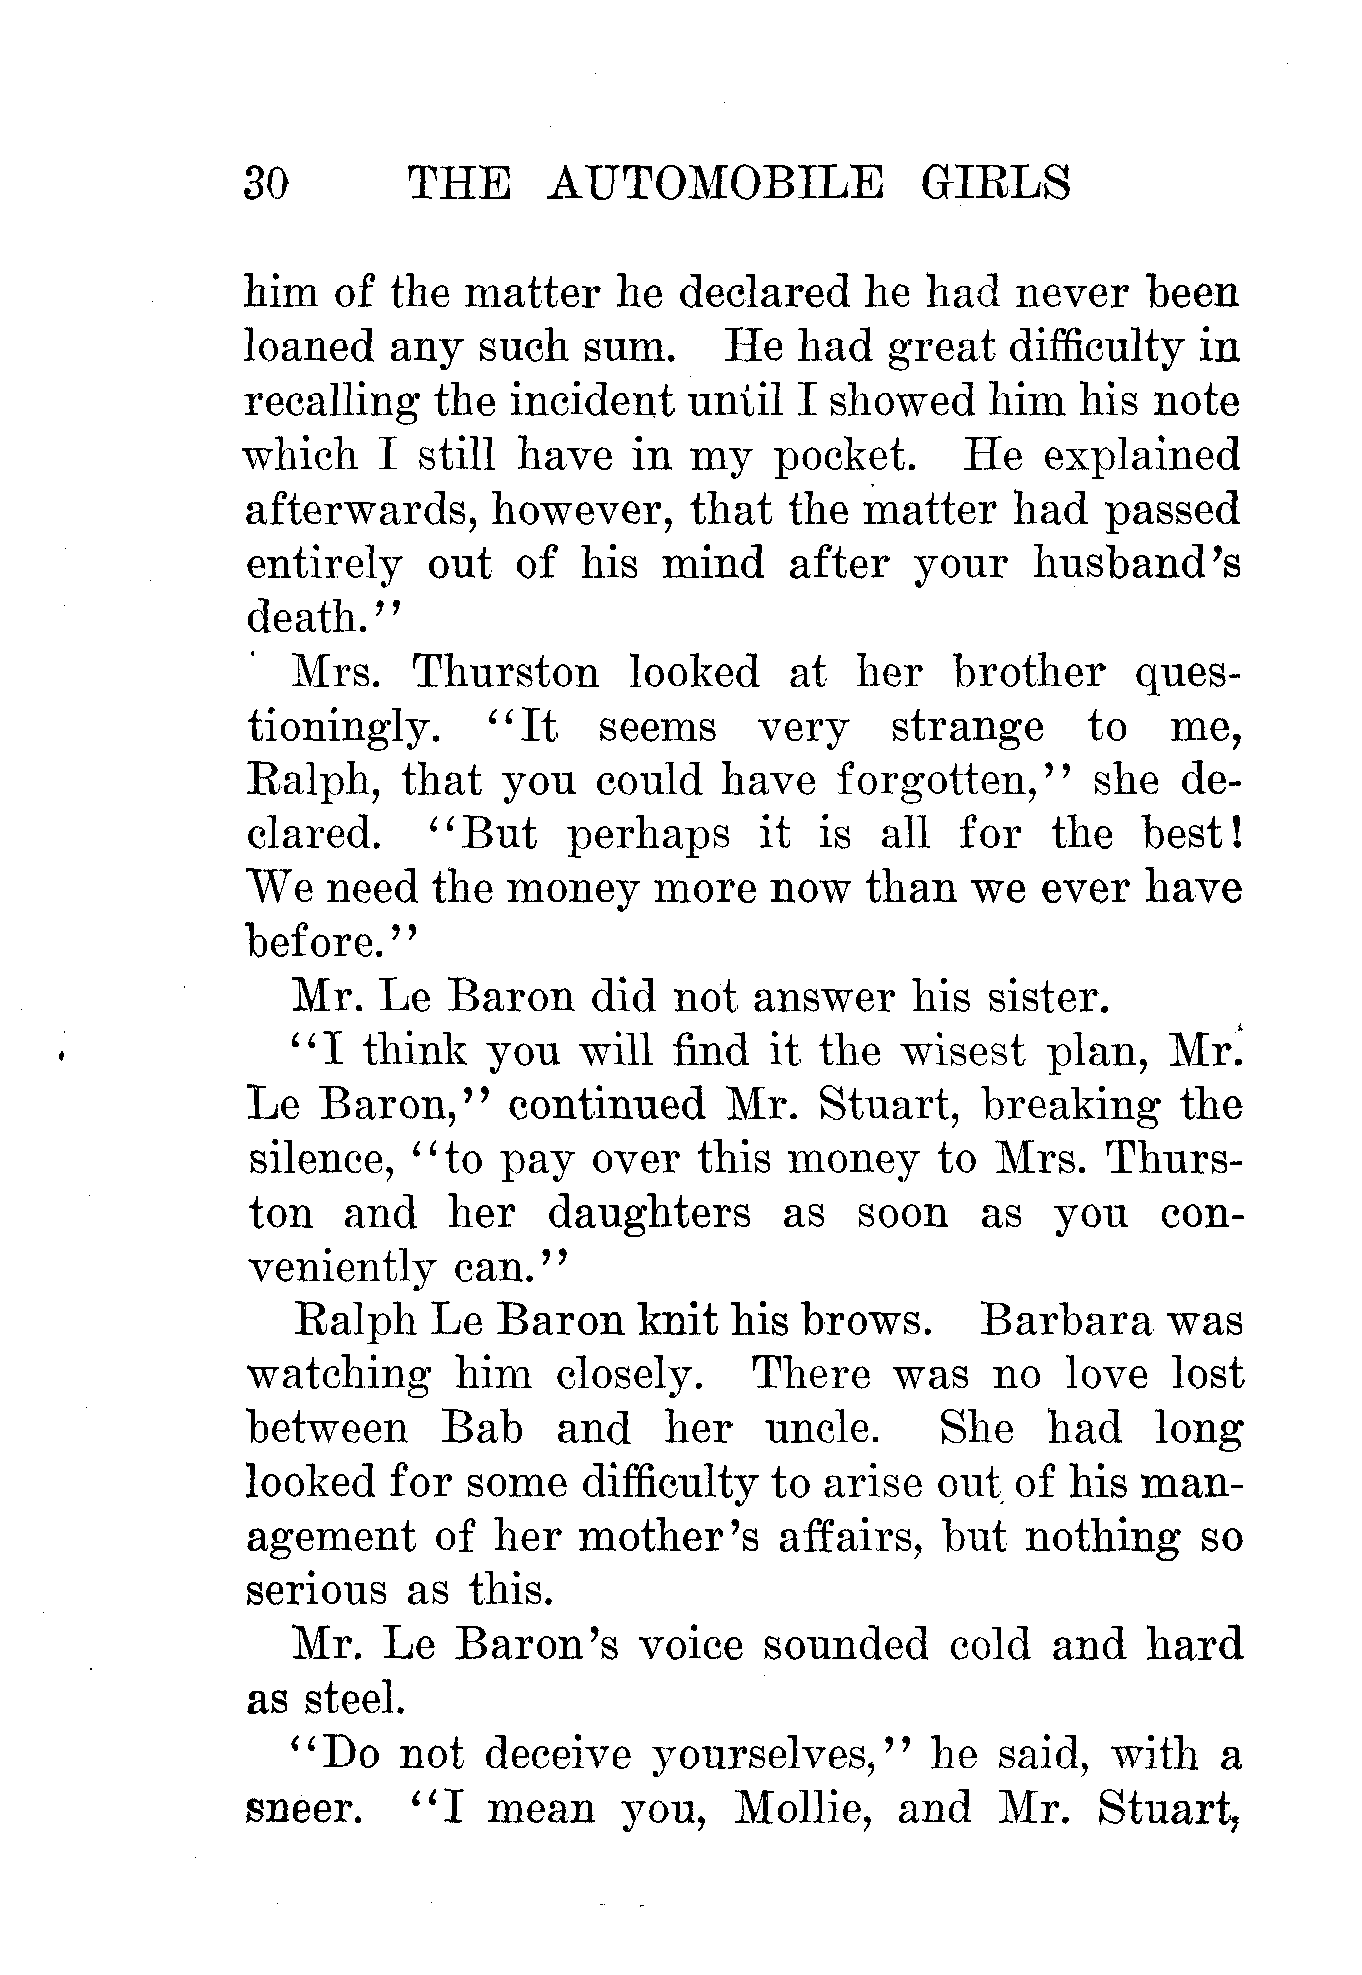 30 THE AUTOMOBILE GIRLS
him of the matter he declared he had never been
loaned any such sum. He had great difficulty in
recalling the incident until I showed him his note
which I still have in my pocket. He explained
afterwards, however, that the matter had passed
entirely out of his mind after your husband's
death."
Mrs. Thurston looked at her brother ques-
tioningly. "It seems very strange to me,
Ralph, that you could have forgotten," she de-
clared. "But perhaps it is all for the best!
We need the money more now than we ever have
before."
Mr. Le Baron did not answer his sister.
"I think you will find it the wisest plan, Mr.
Le Baron," continued Mr. Stuart, breaking the
silence, "to pay over this money to Mrs. Thurs-
ton and her daughters as soon as you con-
veniently can."
Ralph Le Baron knit his brows. Barbara was
watching him closely. There was no love lost
between Bab and her uncle. She had long
looked for some difficulty to arise out of his man-
agement of her mother's affairs, but nothing so
serious as this.
Mr. Le Baron's voice sounded cold and hard
as steel.
"Do not deceive yourselves," he said, with a
sneer. "I mean you, Mollie, and Mr. Stuart,